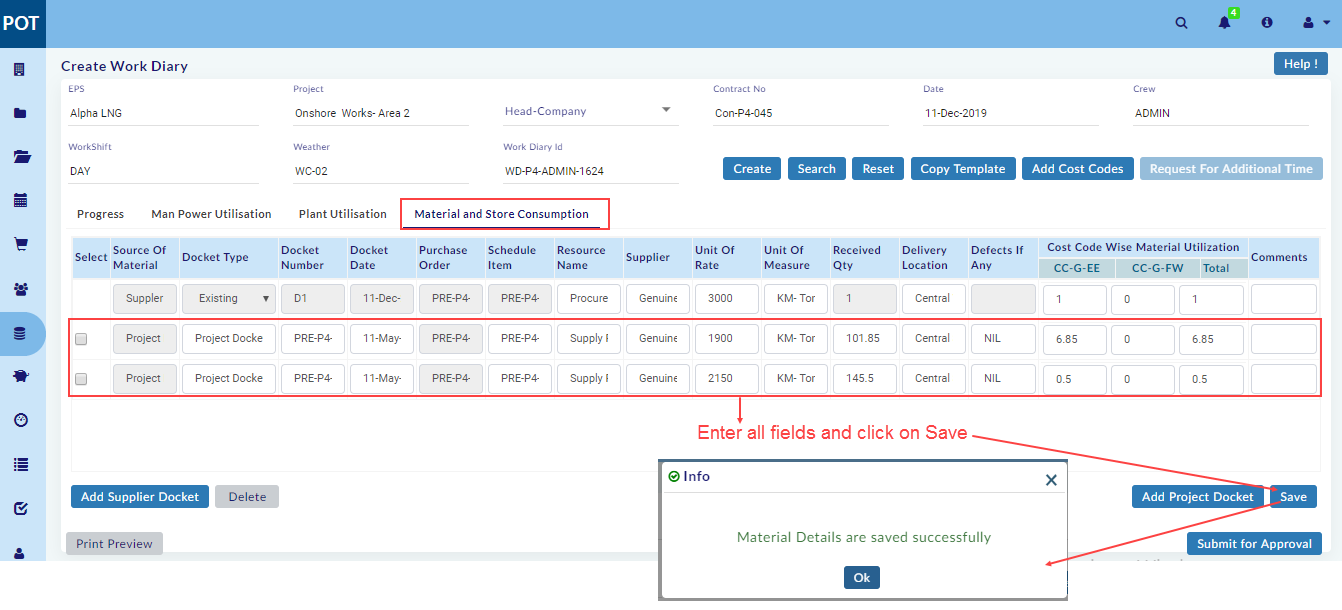 POT
4
Create Work Diary
Help !
EPS
Project
Contract No
Date
Crew
Alpha LNG
Onshore Works- Area 2
Head-Company
Con-P4-045
11-Dec-2019
ADMIN
WorkShift
Weather
Work Diary Id
DAY
WC-02
WD-P4-ADMIN-1624
Create
Search
Reset
Copy Template
Add Cost Codes
Request For Additional Time
Progress
Man Power Utilisation
Plant Utilisation
Material and Store Consumption
Select
Source Of
Material
Docket Type
Docket
Number
Docket
Date
Purchase
Order
Schedule
Item
Resource
Name
Supplier
Unit Of
Rate
Unit Of
Measure
Received
Qty
Delivery
Location
Defects If
Any
Cost Code Wise Material Utilization
CC-G-EE
CC-G-FW
Total
Comments
Suppler Existing D1 11-Dec- PRE-P4- PRE-P4- Procure Genuine 3000 KM- Tor 1 Central 1 0 1
Project Project Docke PRE-P4- 11-May- PRE-P4- PRE-P4- Supply F Genuine 1900 KM- Tor 101.85 Central NIL 6.85 0 6.85
Project Project Docke PRE-P4- 11-May- PRE-P4- PRE-P4- Supply F Genuine 2150 KM- Tor 145.5 Central NIL 0.5 0 0.5
Enter all fields and click on Save
Info
Add Supplier Docket
Delete
Add Project Docket
Save
Material Details are saved successfully
Print Preview
Submit for Approval
Ok